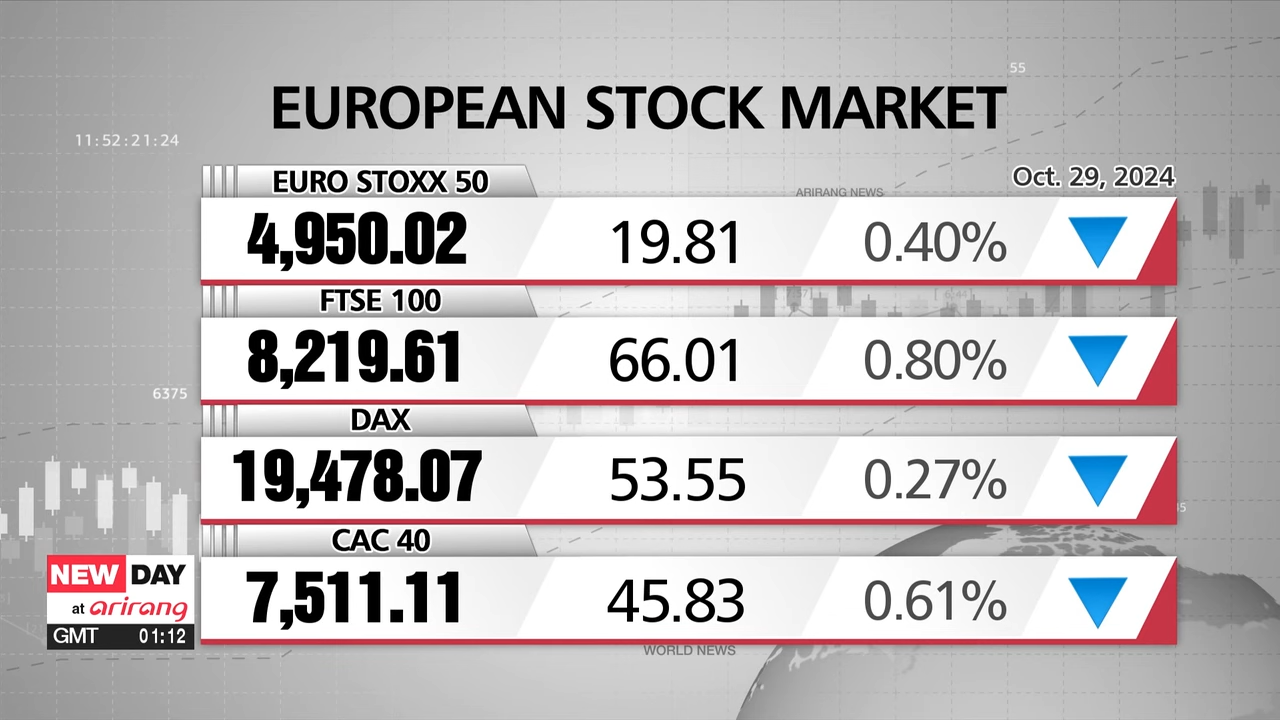 55
EUROPEAN STOCK MARKET
11:52:21:24
EURO STOXX 50
Oct. 29, 2024
ARIRANG NEWS
4,950.02 19.81 0.40%
FTSE 100
8,219.61 66.01 0.80%
6375
DAX
19,478.07 53.55 0.27%
CAC 40
7,511.11 45.83 0.61%
NEW DAY
at arirang
GMT 01:12
WORLD NEWS